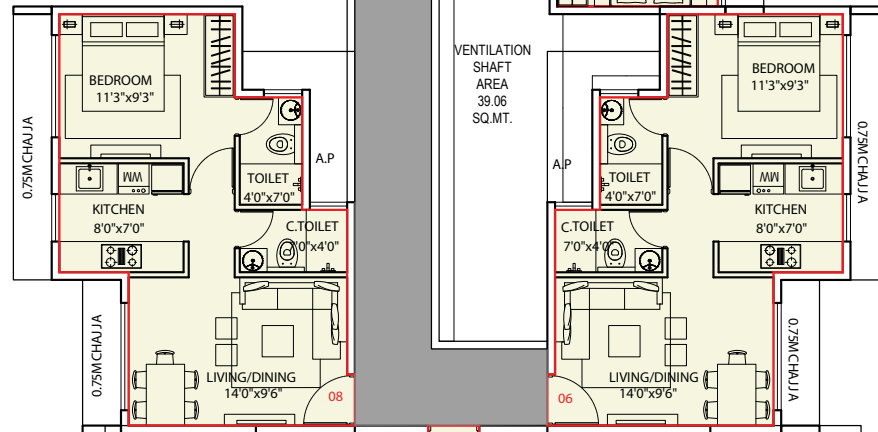 BEDROOM
11'3"x9'3"
0.75M CHAJJA
WM
KITCHEN
8'0"x7'0"
TOILET
4'0"x7'0"
A.P
C.TOILET
'0"x4'0"
0.75M CHAJJA
LIVING/DINING
14'0"x9'6"
08
VENTILATION
SHAFT
AREA
39.06
SQ.MT.
BEDROOM
11'3"x9'3"
0.75M CHAJJA
A.P
TOILET
4'0"x7'0"
WM
KITCHEN
8'0"x7'0"
C.TOILET
7'0"x4'0"
0.75M CHAJJA
LIVING/DINING
14'0"x9'6"
06